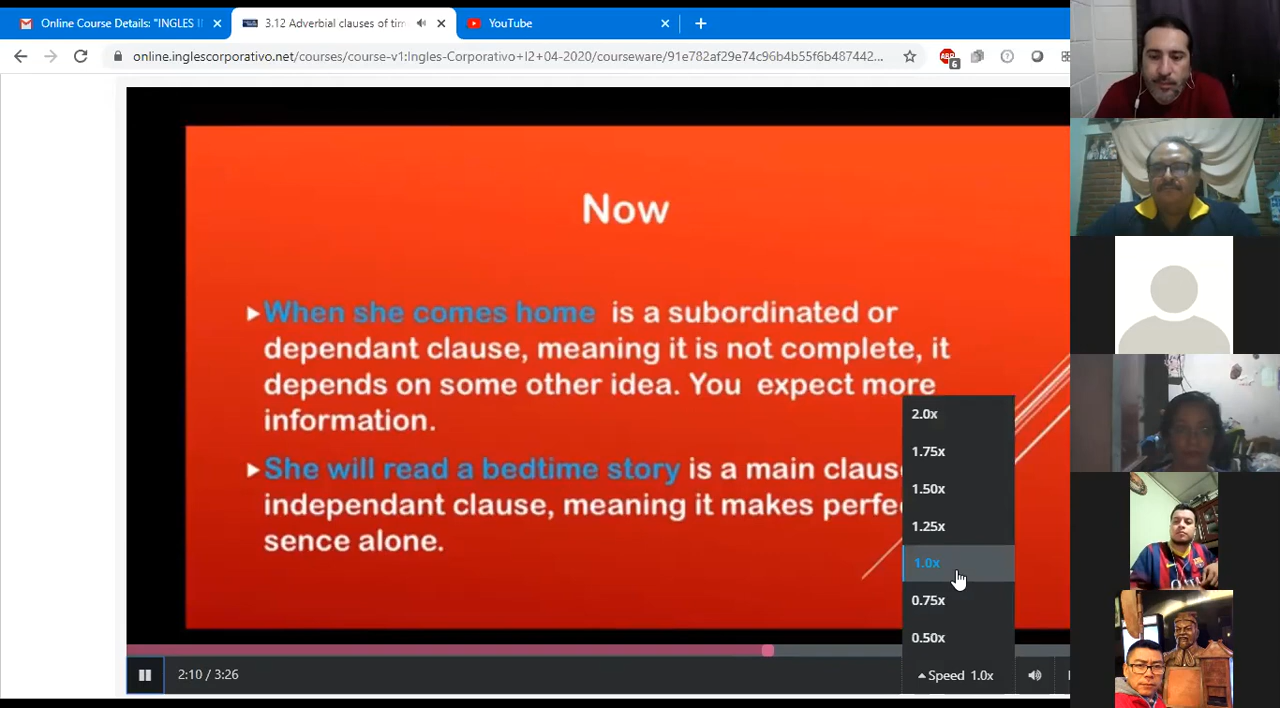 Online Course Details: "INGLES II
3.12 Adverbial clauses of tim
YouTube
online.inglescorporativo.net/courses/course-v1:Ingles-Corporativo+I2+04-2020/courseware/91e782af29e74c96b4b55f6b487442...
ABP
6
Now
When she comes home is a subordinated or
dependant clause, meaning it is not complete, it
depends on some other idea. You expect more
information.
She will read a bedtime story is a main clause
independant clause, meaning it makes perfe
sence alone.
2.0x
1.75x
1.50x
1.25x
1.0x
0.75x
0.50x
2:10 / 3:26
Speed 1.0x